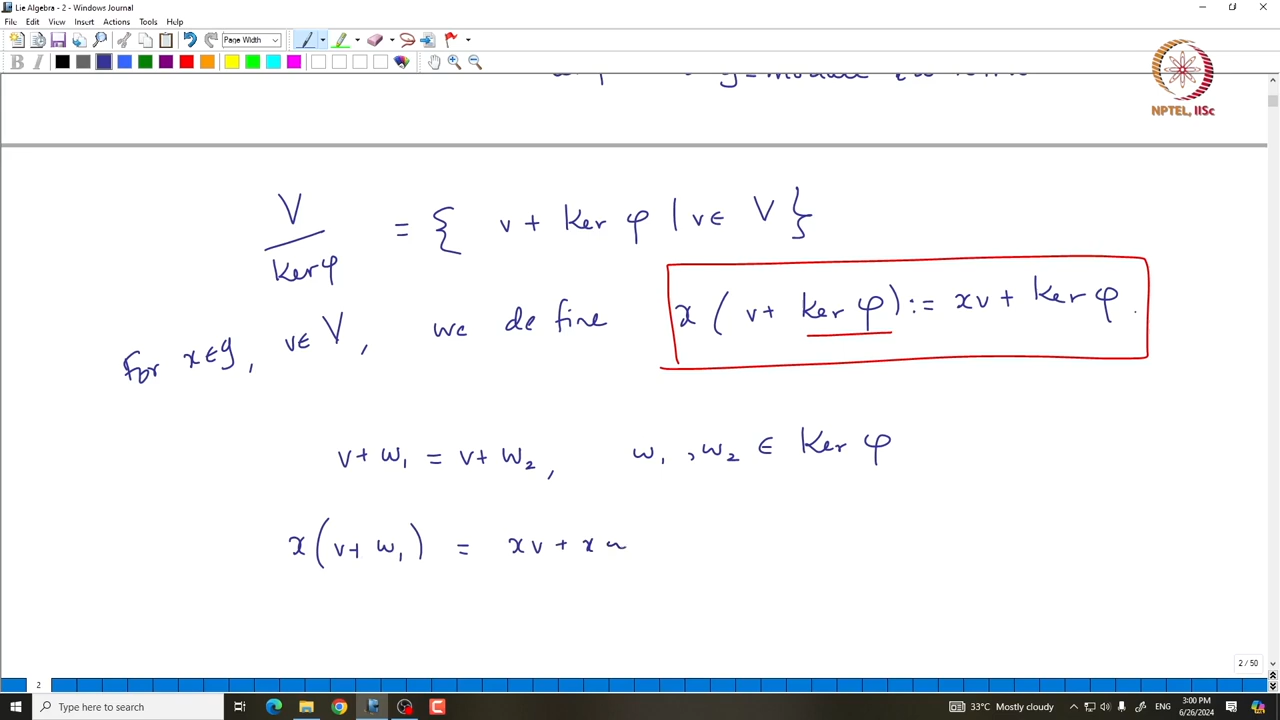 Lie Algebra - 2 - Windows Journal
File Edit View Insert Actions Tools Help
Page Width
B I
NPTEL, IISc
V / Ker φ = { v + Ker φ | v ∈ V }
For x ∈ g, v ∈ V, we define x ( v + Ker φ ) := xv + Ker φ .
v + w₁ = v + w₂, w₁, w₂ ∈ Ker φ
x ( v + w₁ ) = xv + x
2 / 50
2
Type here to search
33°C Mostly cloudy
ENG
3:00 PM
6/26/2024